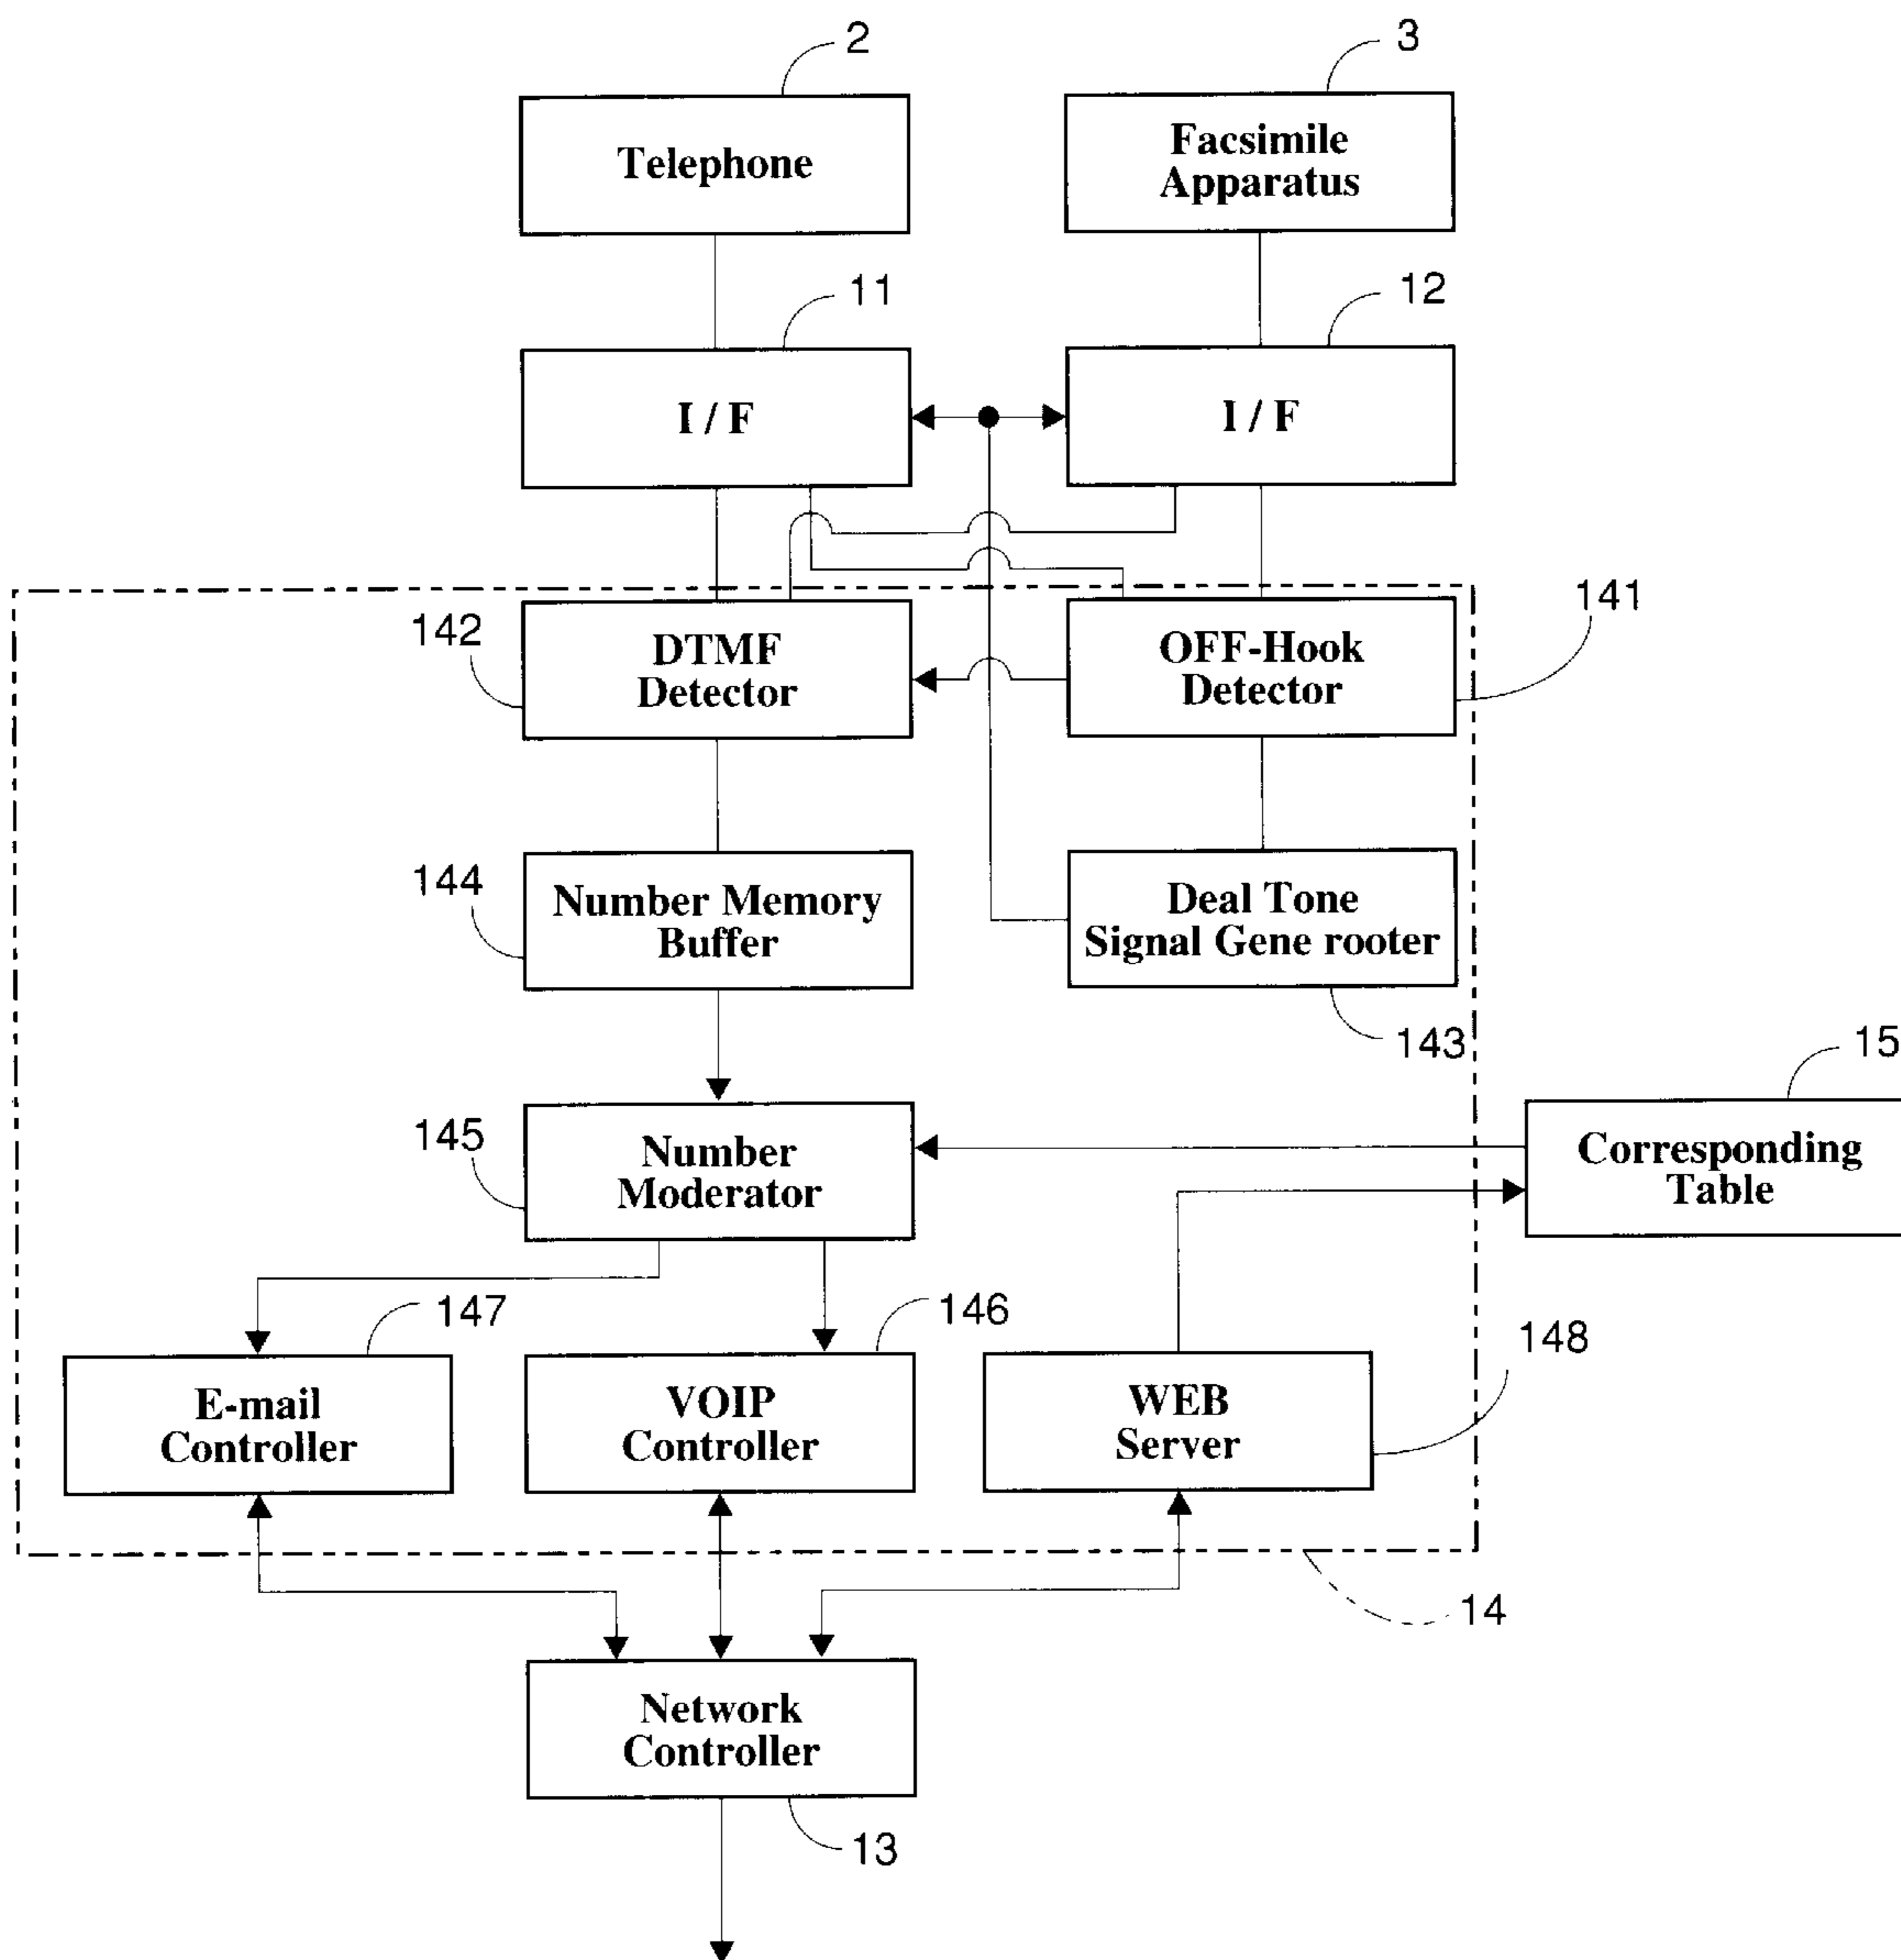 2
3
Telephone
Facsimile
Apparatus
11
12
I / F
I / F
142
DTMF
Detector
OFF-Hook
Detector
141
144
Number Memory
Buffer
Deal Tone
Signal Gene rooter
143
15
145
Number
Moderator
Corresponding
Table
147
146
148
E-mail
Controller
VOIP
Controller
WEB
Server
14
Network
Controller
13